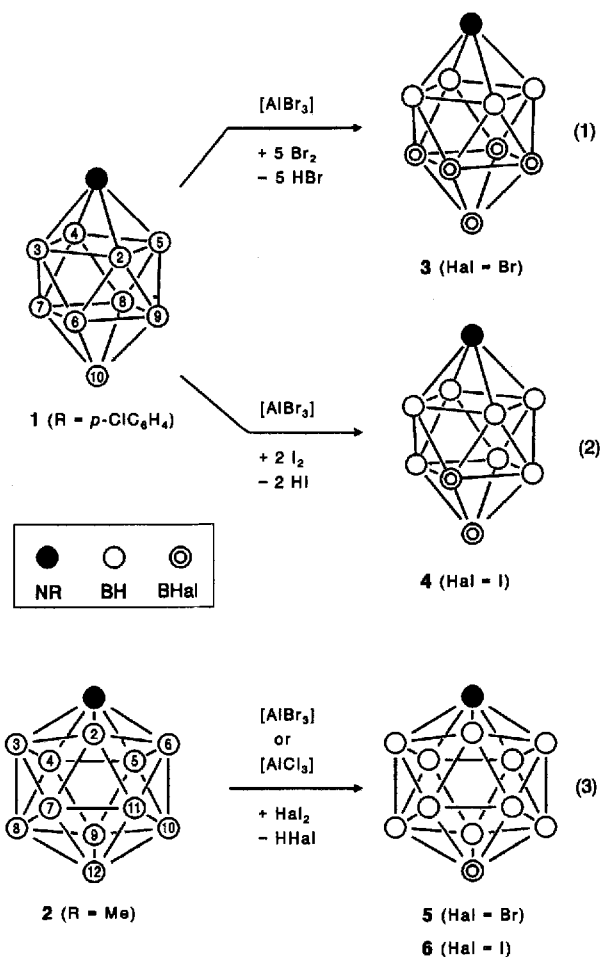 [AlBr₃]
+ 5 Br₂
− 5 HBr
(1)
3 (Hal = Br)
4
3
2
5
7
6
8
9
10
1 (R = p-ClC₆H₄)
[AlBr₃]
+ 2 I₂
− 2 HI
(2)
4 (Hal = I)
NR BH BHal
3
2
6
4
5
7
11
8
9
10
12
2 (R = Me)
[AlBr₃]
or
[AlCl₃]
+ Hal₂
− HHal
(3)
5 (Hal = Br)
6 (Hal = I)